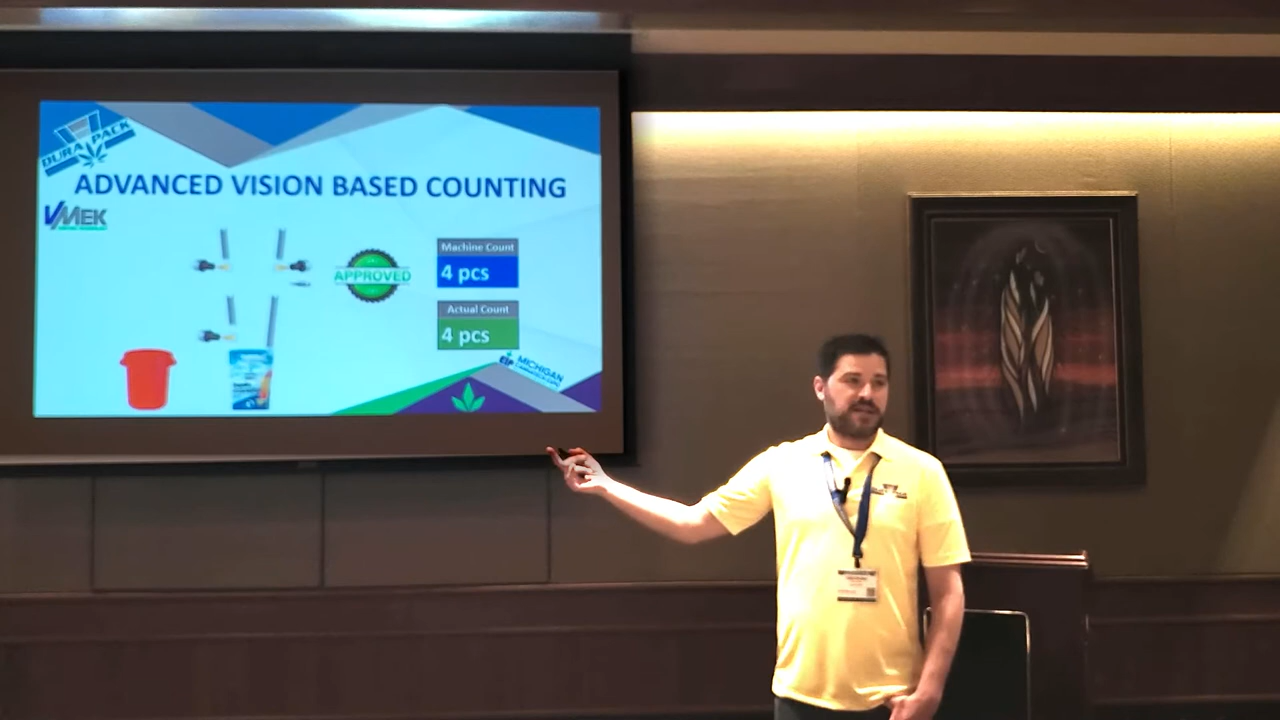 DURA PACK
ADVANCED VISION BASED COUNTING
VMEK
APPROVED
Machine Count
4 pcs
Actual Count
4 pcs
MICHIGAN